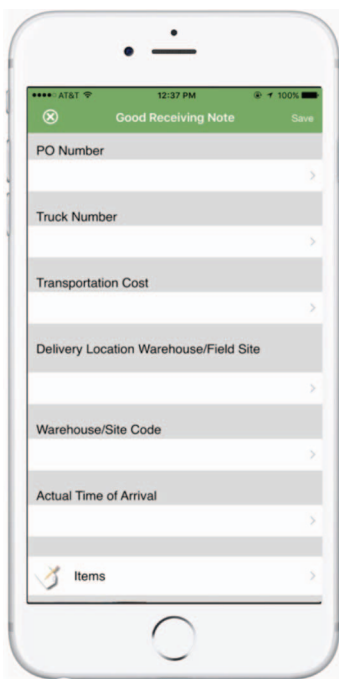 AT&T 12:37 PM 100%
Good Receiving Note Save
PO Number
Truck Number
Transportation Cost
Delivery Location Warehouse/Field Site
Warehouse/Site Code
Actual Time of Arrival
Items